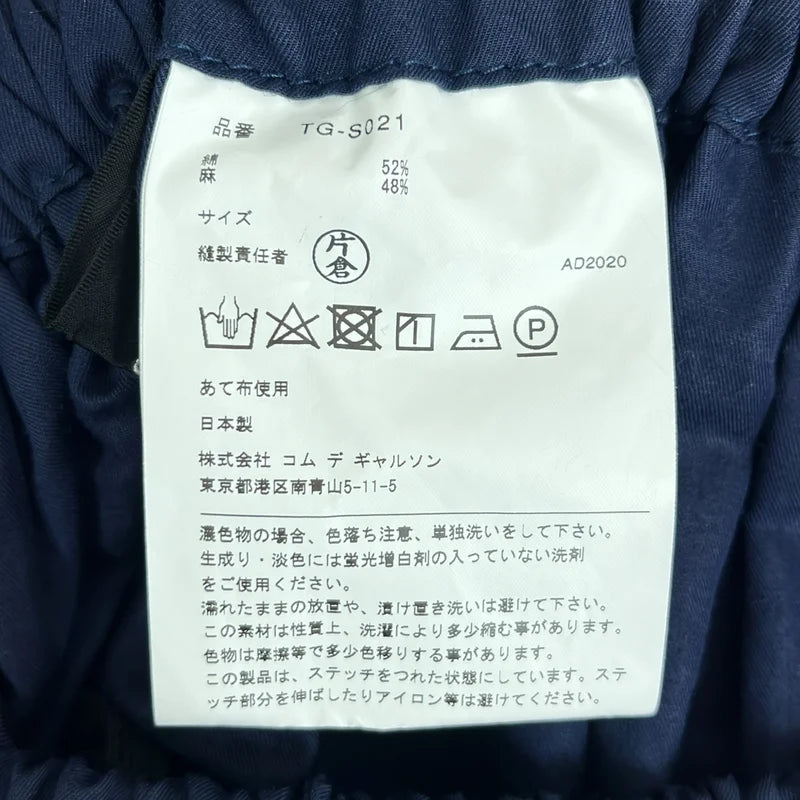 品番 TG-S021
綿 52%
麻 48%
サイズ
縫製責任者 片倉 AD2020
P
あて布使用
日本製
株式会社 コム デ ギャルソン
東京都港区南青山5-11-5
濃色物の場合、色落ち注意、単独洗いをして下さい。
生成り・淡色には蛍光増白剤の入っていない洗剤
をご使用ください。
濡れたままの放置や、漬け置き洗いは避けて下さい。
この素材は性質上、洗濯により多少縮む事があります。
色物は摩擦等で多少色移りする事があります。
この製品は、ステッチをつれた状態にしています。ステ
ッチ部分を伸ばしたりアイロン等は避けてください。